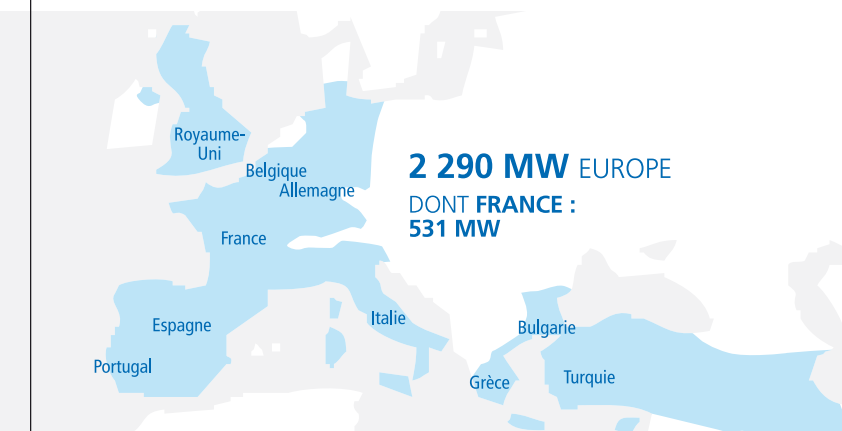 Royaume-
Uni
Belgique
Allemagne
2 290 MW EUROPE
DONT FRANCE :
531 MW
France
Espagne
Italie
Bulgarie
Portugal
Grèce
Turquie